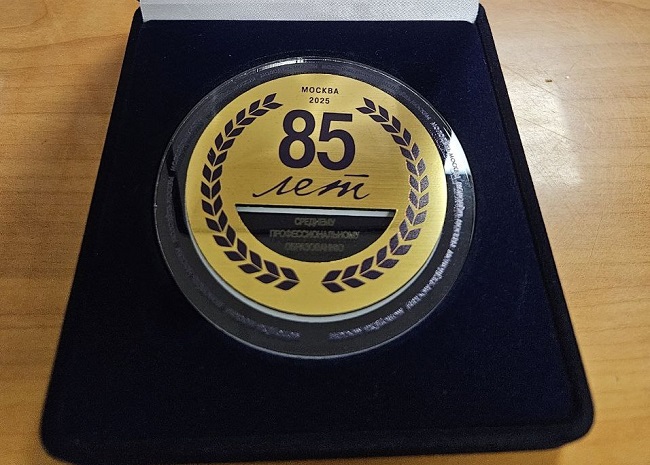 МОСКВА
2025
85
лет
СРЕДНЕМУ
ПРОФЕССИОНАЛЬНОМУ
ОБРАЗОВАНИЮ